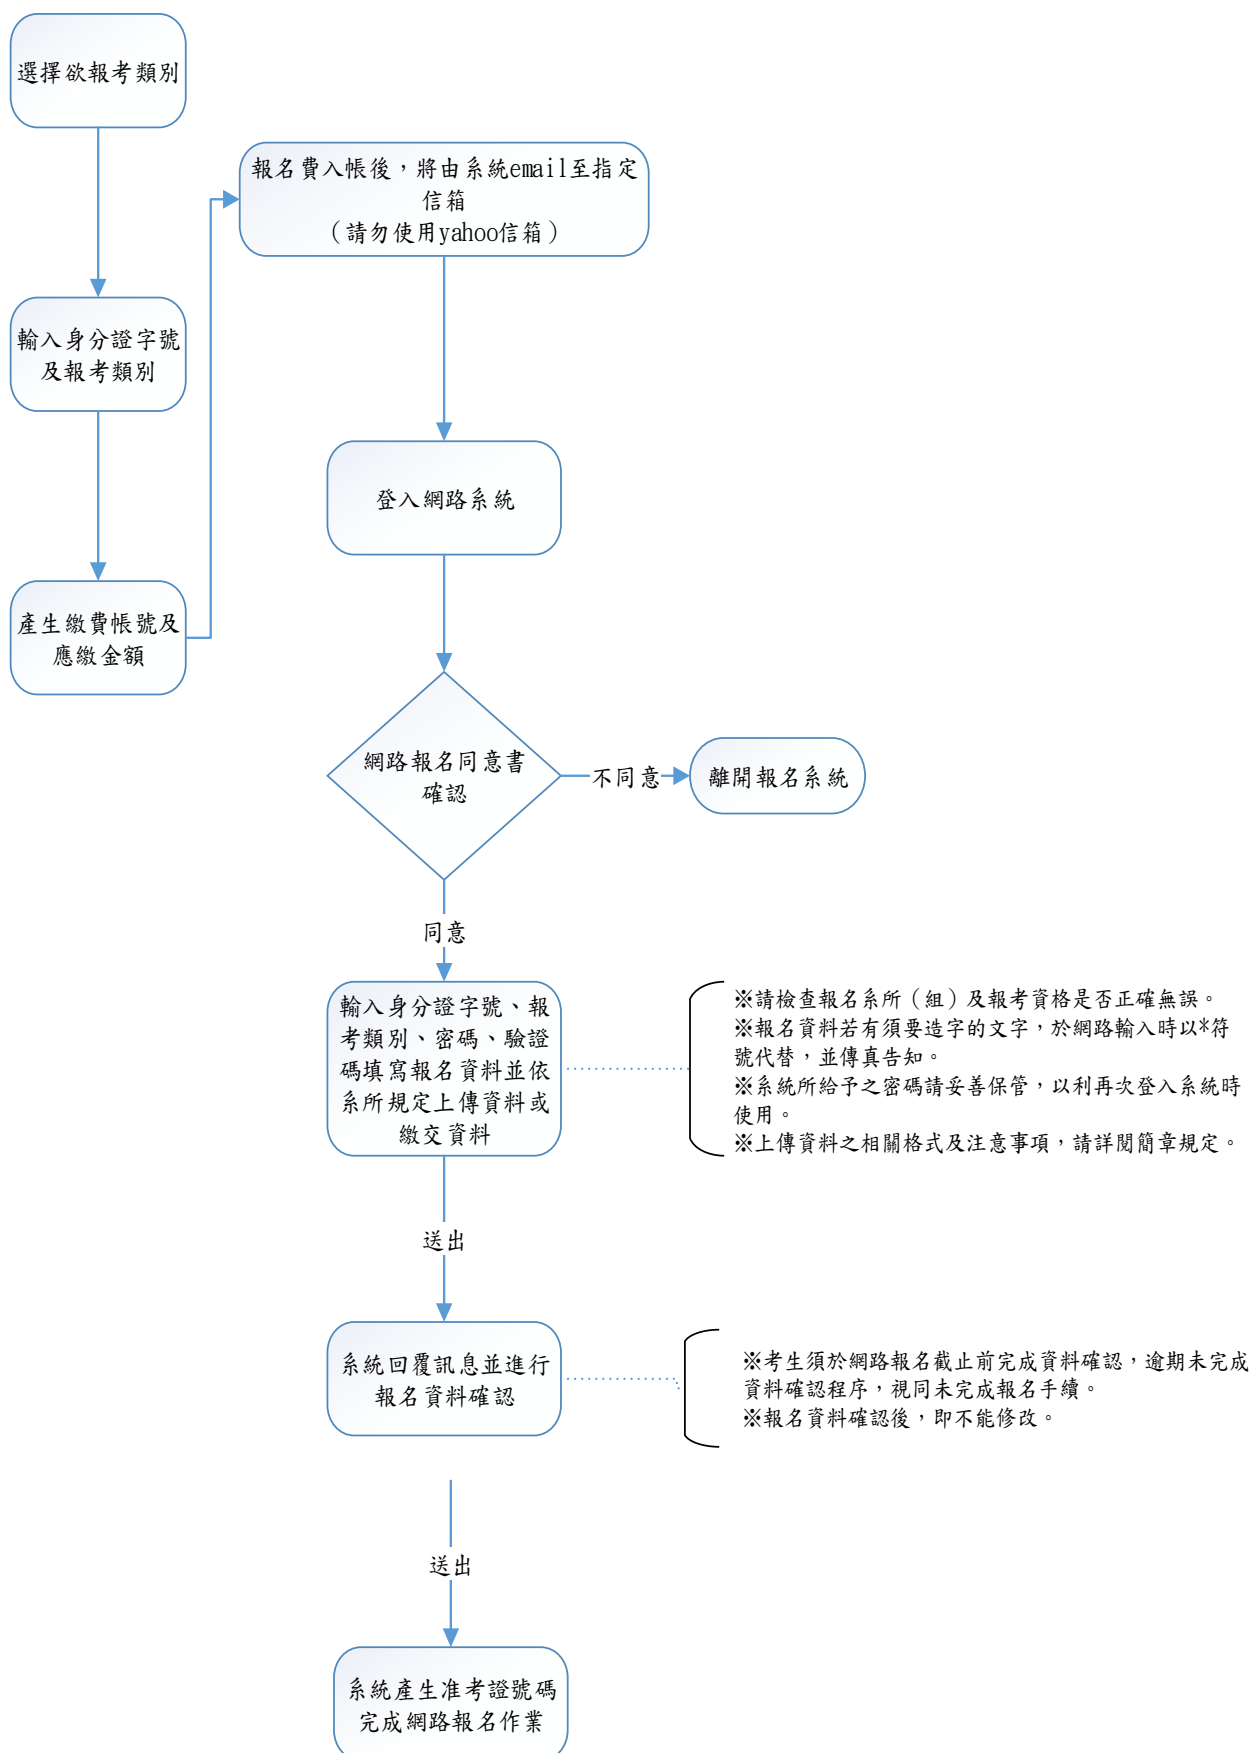 選擇欲報考類別
輸入身分證字號
及報考類別
產生繳費帳號及
應繳金額
報名費入帳後，將由系統email至指定
信箱
（請勿使用yahoo信箱）
登入網路系統
網路報名同意書
確認
不同意
離開報名系統
同意
輸入身分證字號、報
考類別、密碼、驗證
碼填寫報名資料並依
系所規定上傳資料或
繳交資料
※請檢查報名系所（組）及報考資格是否正確無誤。
※報名資料若有須要造字的文字，於網路輸入時以*符
號代替，並傳真告知。
※系統所給予之密碼請妥善保管，以利再次登入系統時
使用。
※上傳資料之相關格式及注意事項，請詳閱簡章規定。
送出
系統回覆訊息並進行
報名資料確認
※考生須於網路報名截止前完成資料確認，逾期未完成
資料確認程序，視同未完成報名手續。
※報名資料確認後，即不能修改。
送出
系統產生准考證號碼
完成網路報名作業